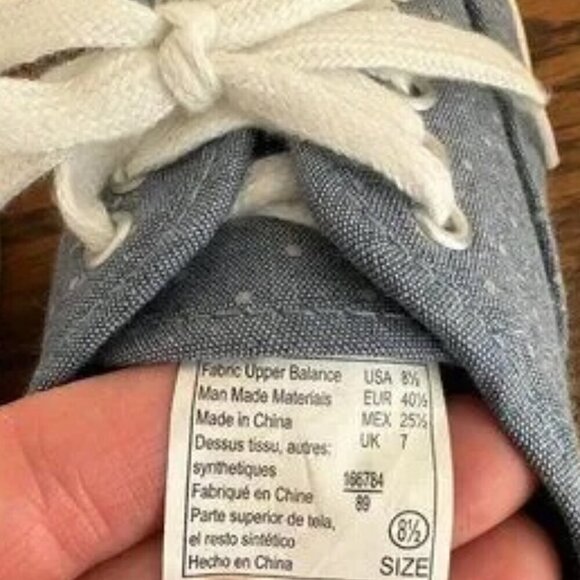 Fabric Upper Balance USA 8½
Man Made Materials EUR 40½
Made in China MEX 25½
Dessus tissu, autres: UK 7
synthetiques
166784
Fabriqué en Chine 89
Parte superior de tela,
el resto sintético 8½
Hecho en China SIZE